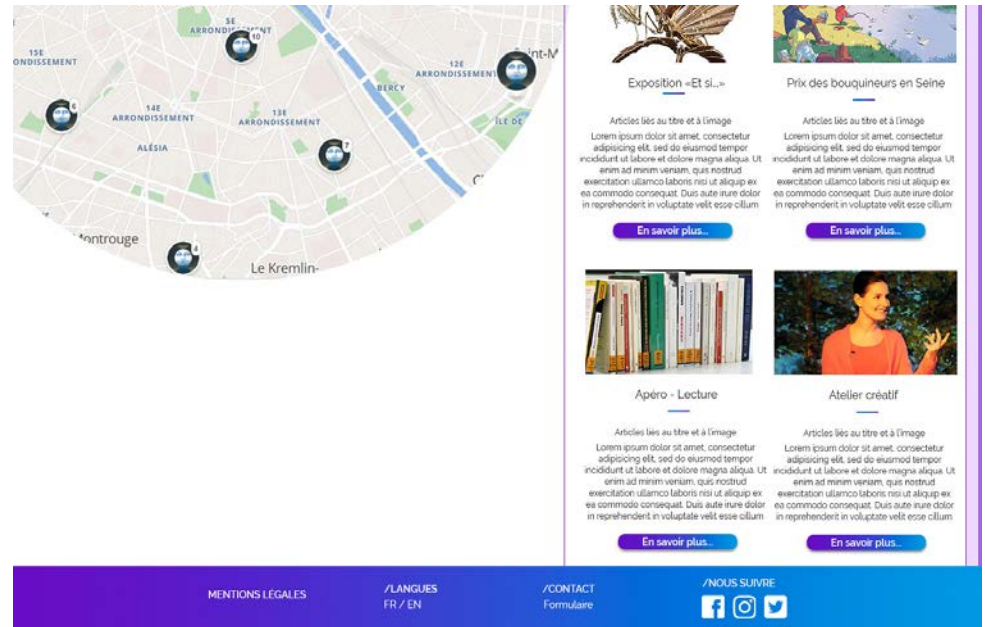 5E
ARRONDISSEMENT
10
15E
ONDISSEMENT
12E
ARRONDISSEMENT
int-M
BERCY
6
14E
ARRONDISSEMENT
13E
ARRONDISSEMENT
ÎLE DE
ALÉSIA
7
C
Montrouge
4
Le Kremlin-
Exposition «Et si...»
Articles liés au titre et à l'image
Lorem ipsum dolor sit amet, consectetur
adipisicing elit, sed do eiusmod tempor
incididunt ut labore et dolore magna aliqua. Ut
enim ad minim veniam, quis nostrud
exercitation ullamco laboris nisi ut aliquip ex
ea commodo consequat. Duis aute irure dolor
in reprehenderit in voluptate velit esse cillum
En savoir plus...
Prix des bouquineurs en Seine
Articles liés au titre et à l'image
Lorem ipsum dolor sit amet, consectetur
adipisicing elit, sed do eiusmod tempor
incididunt ut labore et dolore magna aliqua. Ut
enim ad minim veniam, quis nostrud
exercitation ullamco laboris nisi ut aliquip ex
ea commodo consequat. Duis aute irure dolor
in reprehenderit in voluptate velit esse cillum
En savoir plus...
Apéro - Lecture
Articles liés au titre et à l'image
Lorem ipsum dolor sit amet, consectetur
adipisicing elit, sed do eiusmod tempor
incididunt ut labore et dolore magna aliqua. Ut
enim ad minim veniam, quis nostrud
exercitation ullamco laboris nisi ut aliquip ex
ea commodo consequat. Duis aute irure dolor
in reprehenderit in voluptate velit esse cillum
En savoir plus...
Atelier créatif
Articles liés au titre et à l'image
Lorem ipsum dolor sit amet, consectetur
adipisicing elit, sed do eiusmod tempor
incididunt ut labore et dolore magna aliqua. Ut
enim ad minim veniam, quis nostrud
exercitation ullamco laboris nisi ut aliquip ex
ea commodo consequat. Duis aute irure dolor
in reprehenderit in voluptate velit esse cillum
En savoir plus...
MENTIONS LÉGALES
/LANGUES
FR / EN
/CONTACT
Formulaire
/NOUS SUIVRE